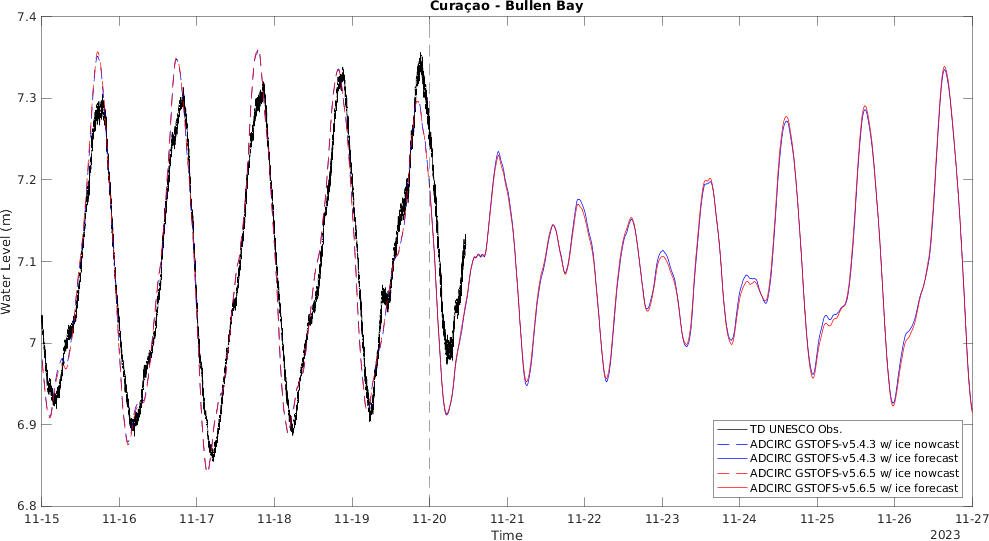 Curaçao - Bullen Bay
Water Level (m)
7.4
7.3
7.2
7.1
7
6.9
6.8
11-15 11-16 11-17 11-18 11-19 11-20 11-21 11-22 11-23 11-24 11-25 11-26 11-27
Time
2023
TD UNESCO Obs.
ADCIRC GSTOFS-v5.4.3 w/ ice nowcast
ADCIRC GSTOFS-v5.4.3 w/ ice forecast
ADCIRC GSTOFS-v5.6.5 w/ ice nowcast
ADCIRC GSTOFS-v5.6.5 w/ ice forecast